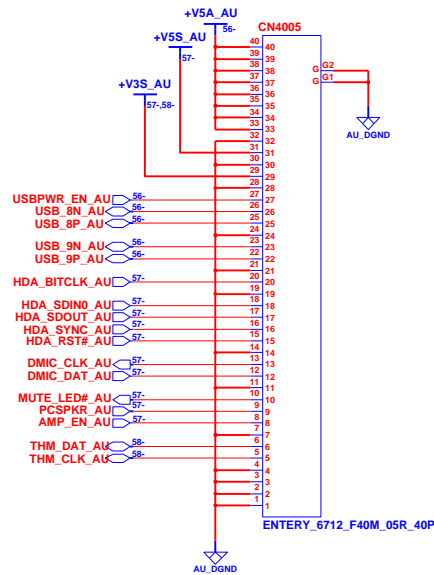 +V5A_AU
56-
CN4005
+V5S_AU
57-
+V3S_AU
57-,58-
40 40
39 39
38 38
37 37
36 36
35 35
34 34
33 33
32 32
31 31
30 30
29 29
28 28
G G2
G G1
AU_DGND
USBPWR_EN_AU 56- 27 27
USB_8N_AU 56- 26 26
USB_8P_AU 56- 25 25
24 24
USB_9N_AU 56- 23 23
USB_9P_AU 56- 22 22
21 21
HDA_BITCLK_AU 57- 20 20
19 19
HDA_SDIN0_AU 57- 18 18
HDA_SDOUT_AU 57- 17 17
HDA_SYNC_AU 57- 16 16
HDA_RST#_AU 57- 15 15
14 14
DMIC_CLK_AU 57- 13 13
DMIC_DAT_AU 57- 12 12
11 11
MUTE_LED#_AU 57- 10 10
PCSPKR_AU 57- 9 9
AMP_EN_AU 57- 8 8
7 7
THM_DAT_AU 58- 6 6
THM_CLK_AU 58- 5 5
4 4
3 3
2 2
1 1
ENTERY_6712_F40M_05R_40P
AU_DGND